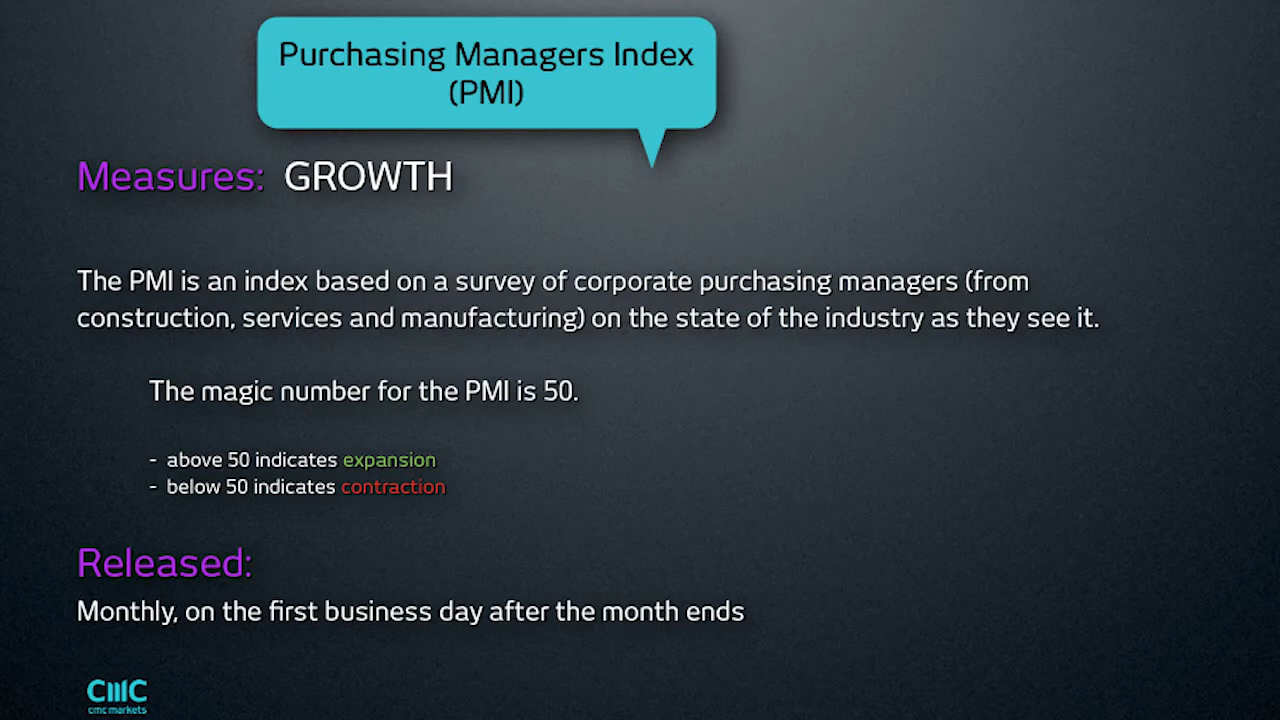 Purchasing Managers Index
(PMI)
Measures: GROWTH
The PMI is an index based on a survey of corporate purchasing managers (from
construction, services and manufacturing) on the state of the industry as they see it.
The magic number for the PMI is 50.
- above 50 indicates expansion
- below 50 indicates contraction
Released:
Monthly, on the first business day after the month ends
cmc
cmc markets